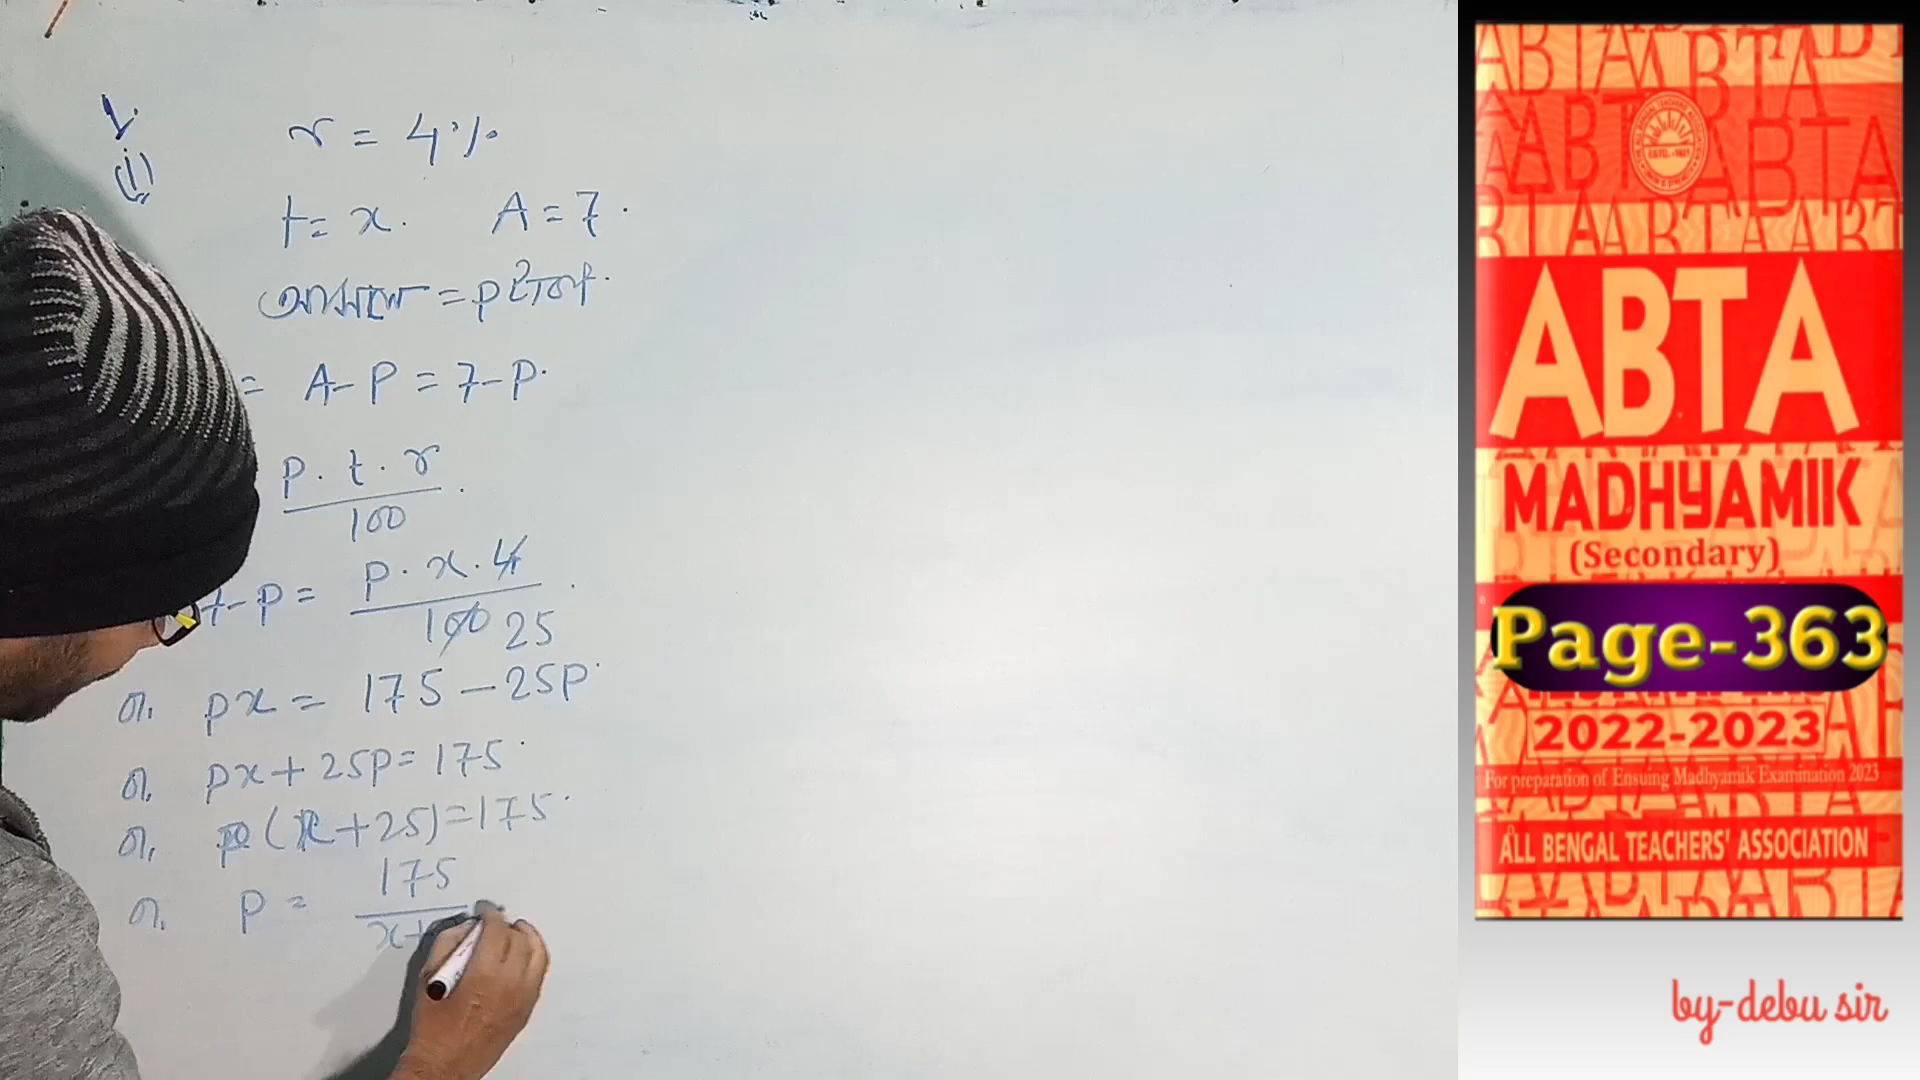 1.
(i)
r = 4%
t = x. A = 7.
আসল = p টাকা.
= A - P = 7 - P.
p . t . r
100
7 - p = p . x . 4
100 25
বা, px = 175 - 25p.
বা, px + 25p = 175.
বা, p(x + 25) = 175.
বা, p = 175
x+
ABTA
MADHYAMIK
(Secondary)
Page-363
2022-2023
For preparation of Ensuing Madhyamik Examination 2023
ALL BENGAL TEACHERS' ASSOCIATION
by-debu sir